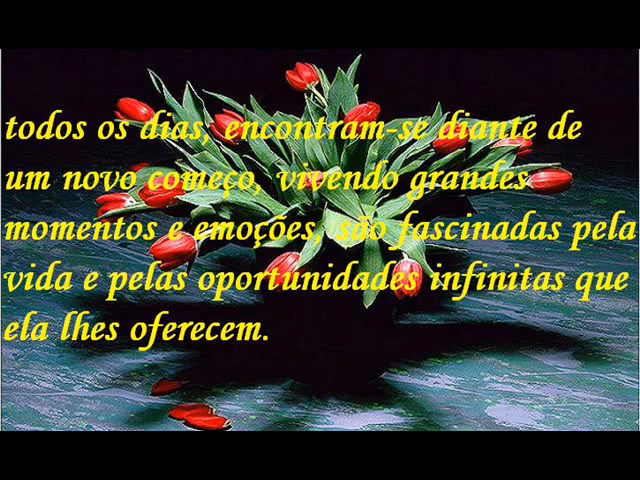 todos os dias, encontram-se diante de
um novo começo, vivendo grandes
momentos e emoções, são fascinadas pela
vida e pelas oportunidades infinitas que
ela lhes oferecem.